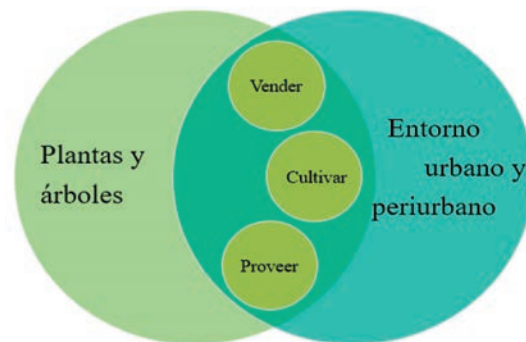 Vender
Plantas y
árboles
Cultivar
Entorno
urbano y
periurbano
Proveer